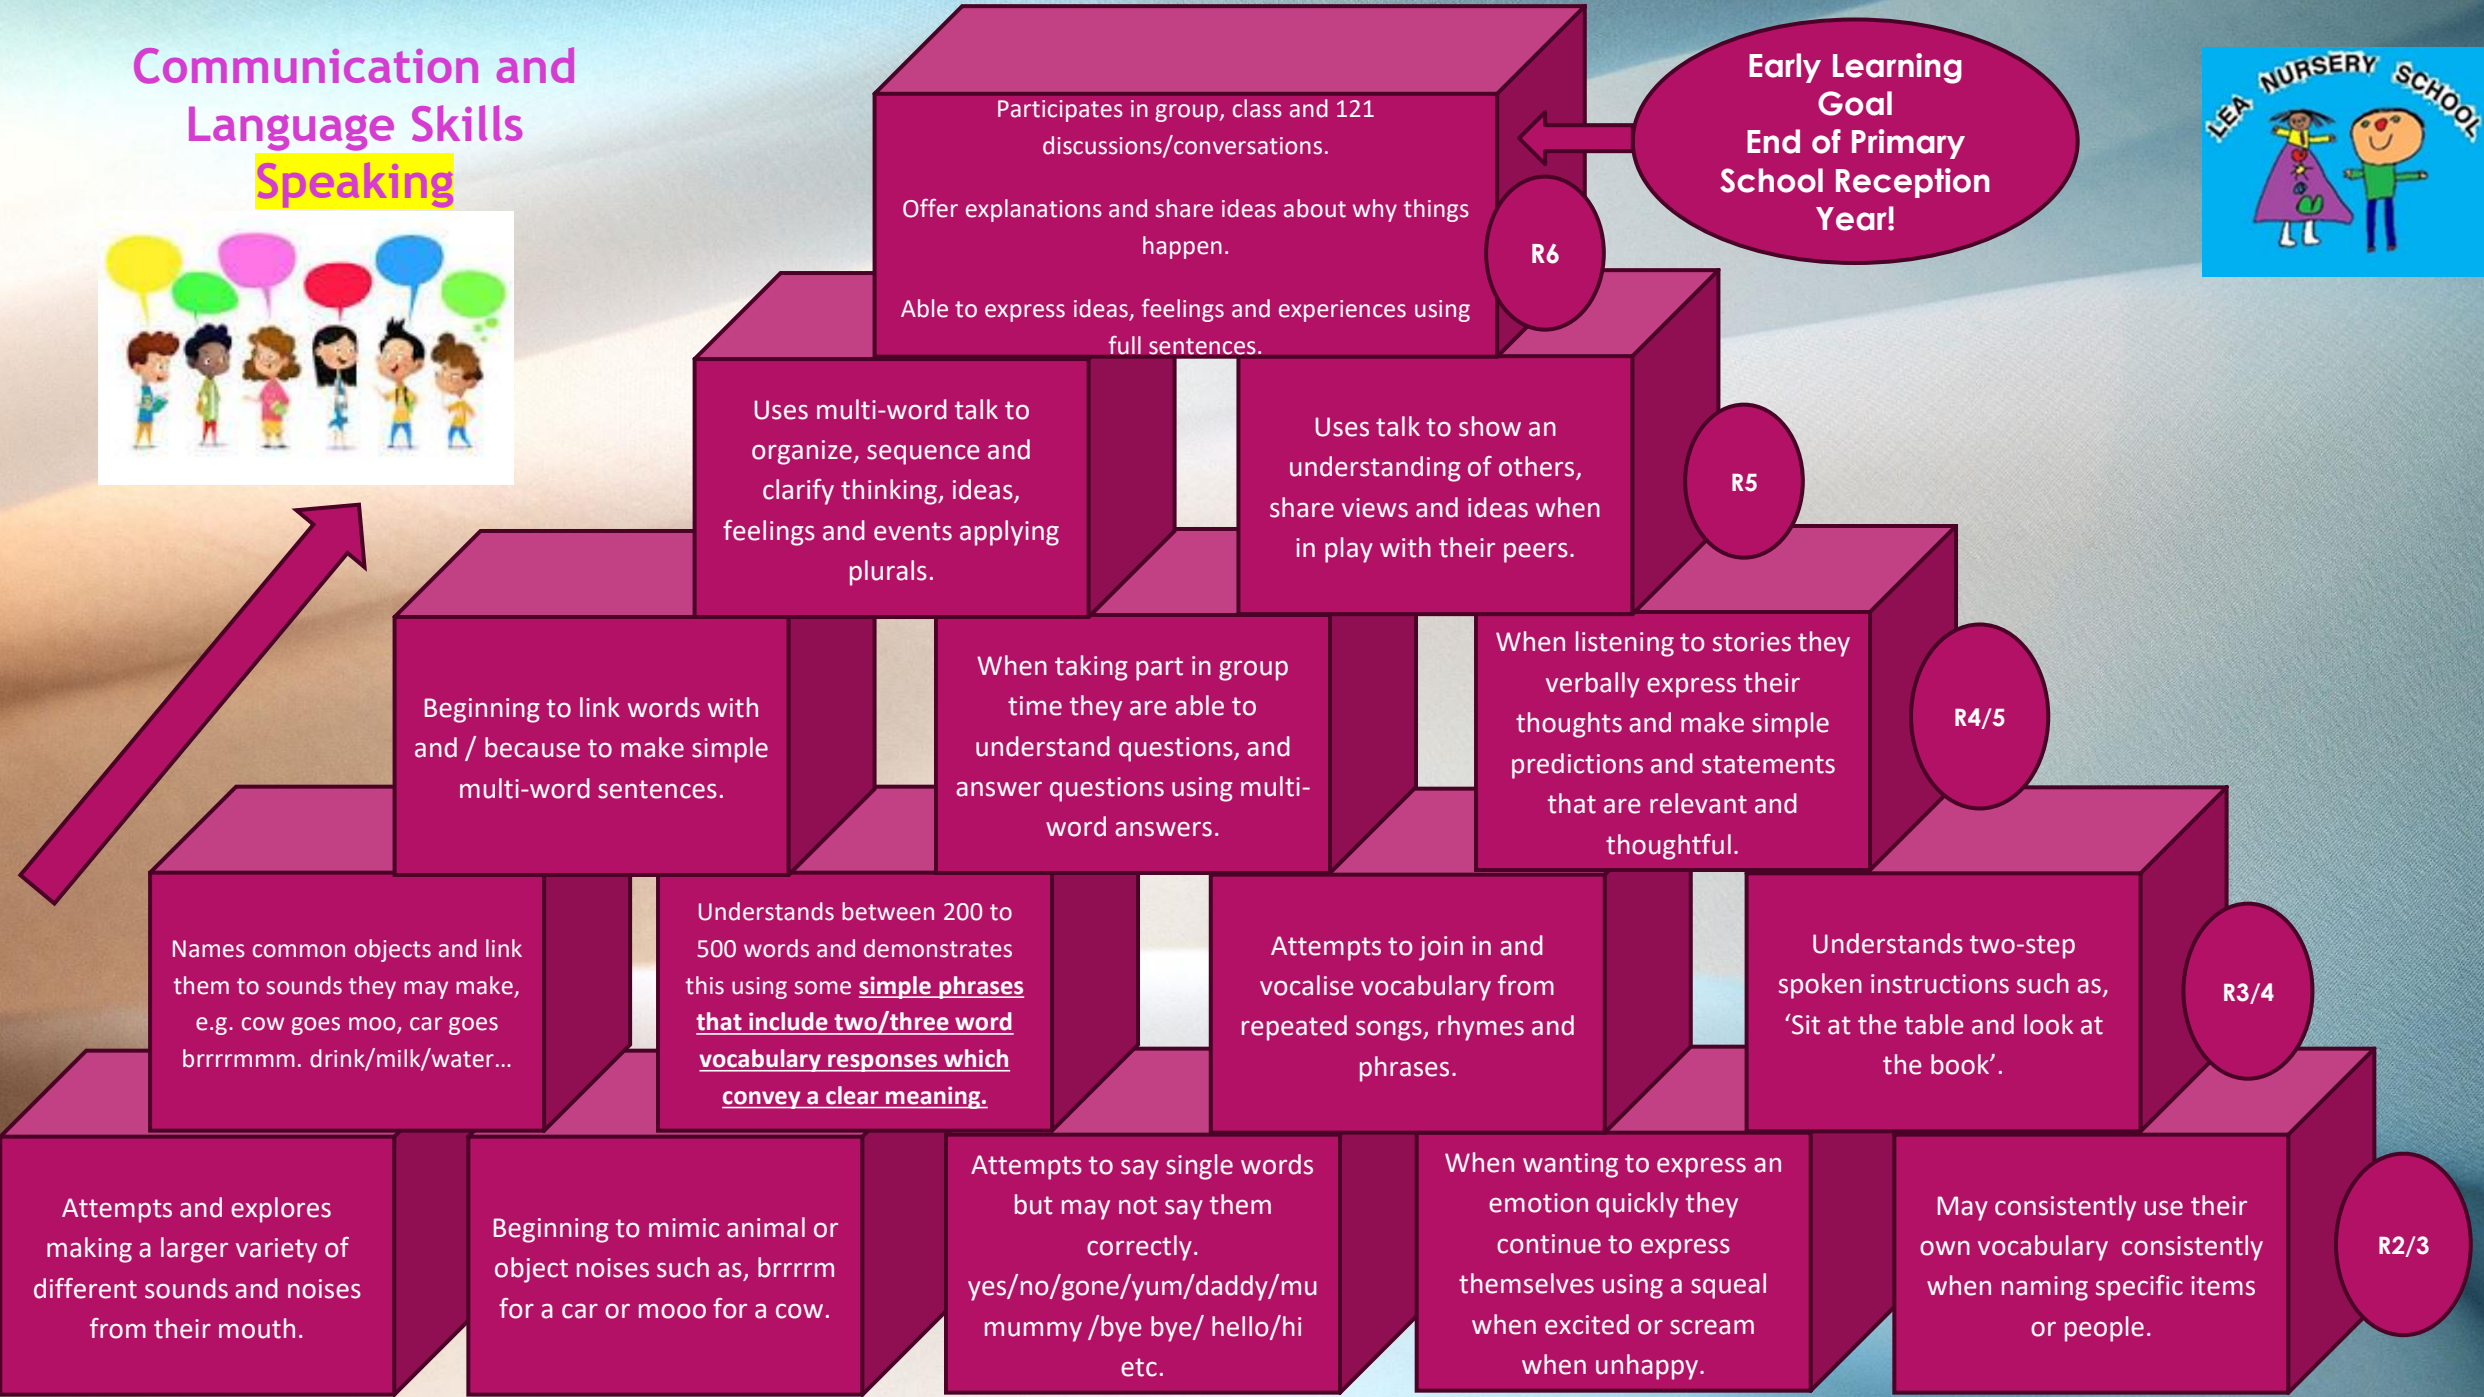 Communication and
Language Skills
Speaking
Early Learning
Goal
End of Primary
School Reception
Year!
LEA NURSERY SCHOOL
Participates in group, class and 121
discussions/conversations.
Offer explanations and share ideas about why things
happen.
Able to express ideas, feelings and experiences using
full sentences.
R6
Uses multi-word talk to
organize, sequence and
clarify thinking, ideas,
feelings and events applying
plurals.
Uses talk to show an
understanding of others,
share views and ideas when
in play with their peers.
R5
Beginning to link words with
and / because to make simple
multi-word sentences.
When taking part in group
time they are able to
understand questions, and
answer questions using multi-
word answers.
When listening to stories they
verbally express their
thoughts and make simple
predictions and statements
that are relevant and
thoughtful.
R4/5
Names common objects and link
them to sounds they may make,
e.g. cow goes moo, car goes
brrrrmmm. drink/milk/water...
Understands between 200 to
500 words and demonstrates
this using some simple phrases
that include two/three word
vocabulary responses which
convey a clear meaning.
Attempts to join in and
vocalise vocabulary from
repeated songs, rhymes and
phrases.
Understands two-step
spoken instructions such as,
‘Sit at the table and look at
the book’.
R3/4
Attempts and explores
making a larger variety of
different sounds and noises
from their mouth.
Beginning to mimic animal or
object noises such as, brrrrm
for a car or mooo for a cow.
Attempts to say single words
but may not say them
correctly.
yes/no/gone/yum/daddy/mu
mummy /bye bye/ hello/hi
etc.
When wanting to express an
emotion quickly they
continue to express
themselves using a squeal
when excited or scream
when unhappy.
May consistently use their
own vocabulary  consistently
when naming specific items
or people.
R2/3